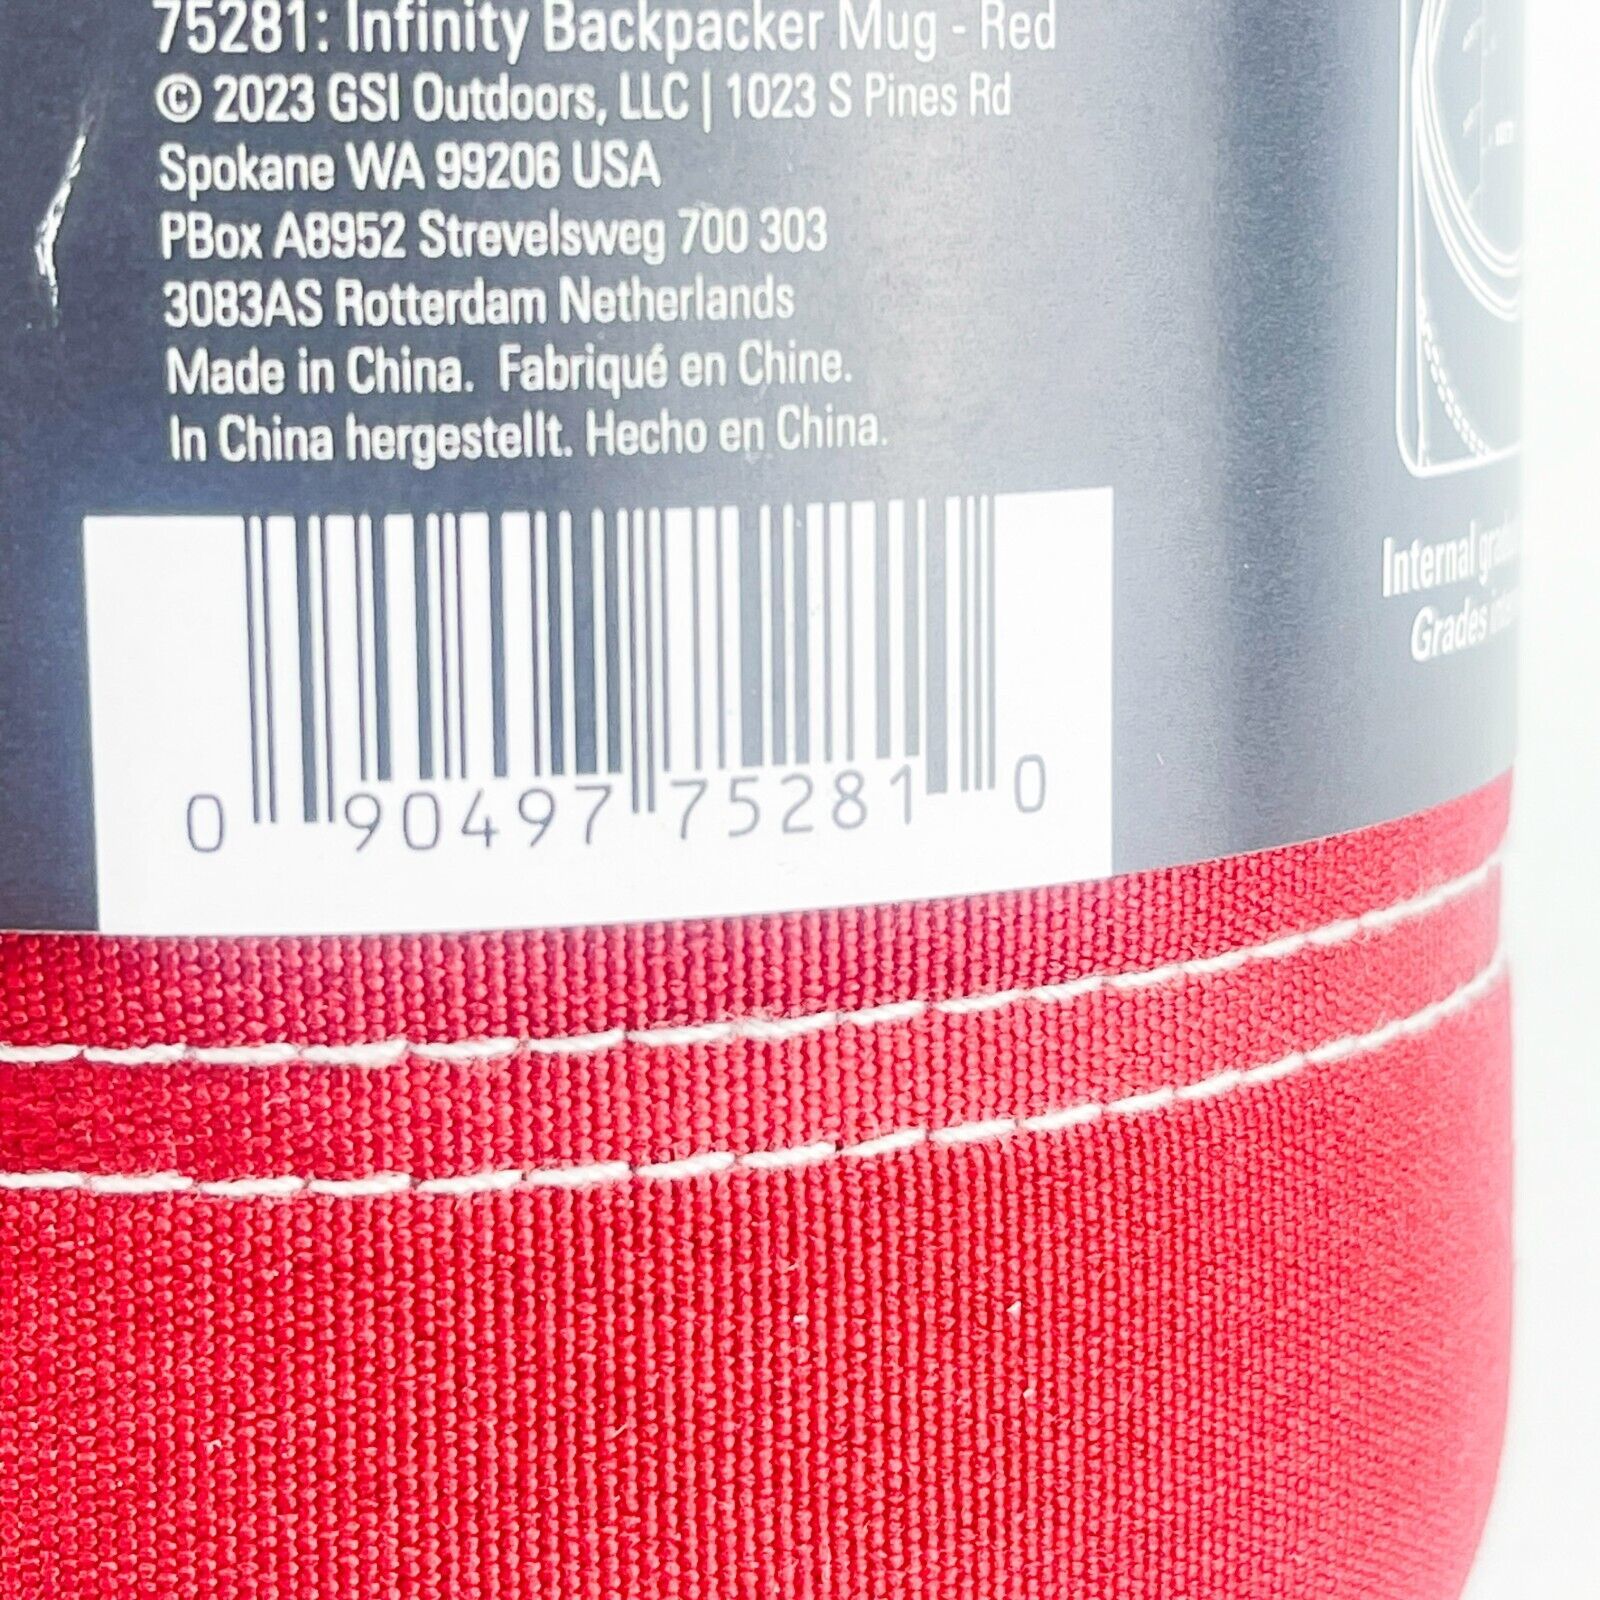 75281: Infinity Backpacker Mug - Red
© 2023 GSI Outdoors, LLC | 1023 S Pines Rd
Spokane WA 99206 USA
PBox A8952 Strevelsweg 700 303
3083AS Rotterdam Netherlands
Made in China. Fabriqué en Chine.
In China hergestellt. Hecho en China.
0 90497 75281 0
Internal
Grades